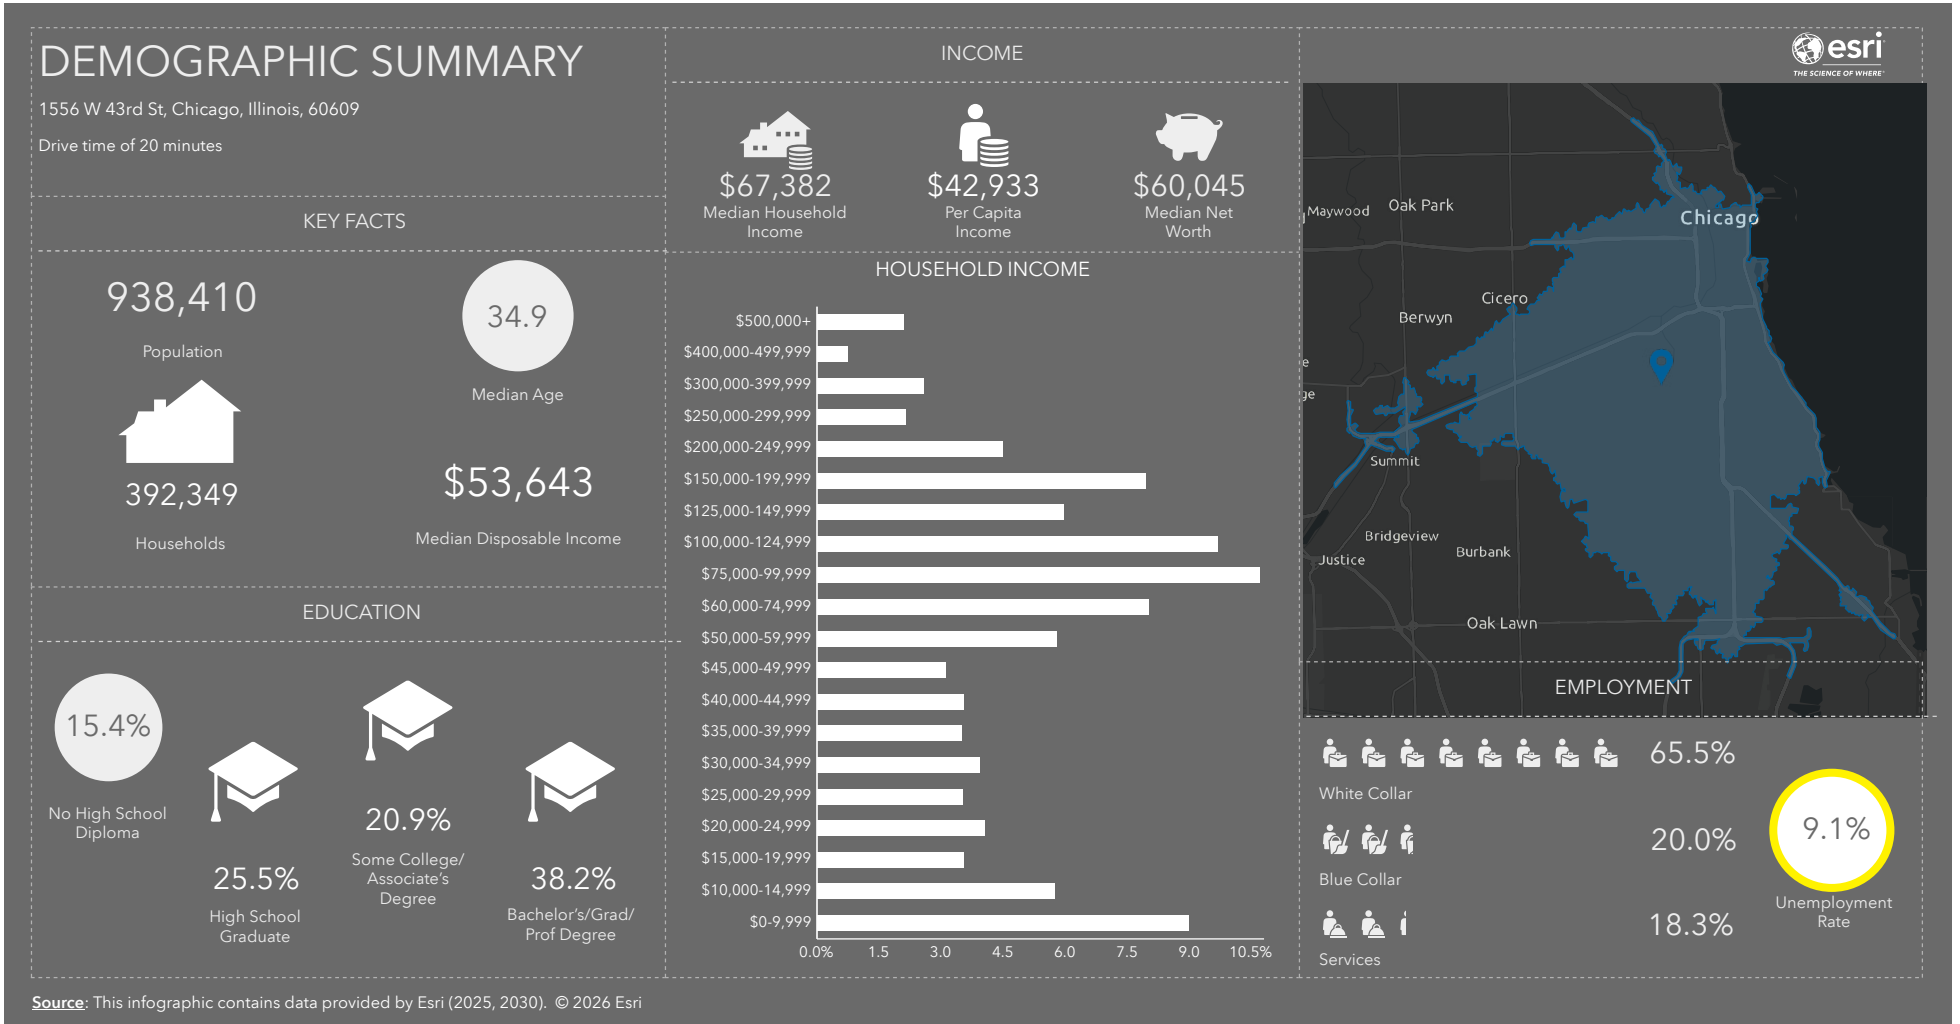 DEMOGRAPHIC SUMMARY
1556 W 43rd St, Chicago, Illinois, 60609
Drive time of 20 minutes
KEY FACTS
938,410
Population
34.9
Median Age
392,349
Households
$53,643
Median Disposable Income
EDUCATION
15.4%
No High School
Diploma
25.5%
High School
Graduate
20.9%
Some College/
Associate's
Degree
38.2%
Bachelor's/Grad/
Prof Degree
INCOME
$67,382
Median Household
Income
$42,933
Per Capita
Income
$60,045
Median Net
Worth
HOUSEHOLD INCOME
$500,000+
$400,000-499,999
$300,000-399,999
$250,000-299,999
$200,000-249,999
$150,000-199,999
$125,000-149,999
$100,000-124,999
$75,000-99,999
$60,000-74,999
$50,000-59,999
$45,000-49,999
$40,000-44,999
$35,000-39,999
$30,000-34,999
$25,000-29,999
$20,000-24,999
$15,000-19,999
$10,000-14,999
$0-9,999
0.0% 1.5 3.0 4.5 6.0 7.5 9.0 10.5%
esri
THE SCIENCE OF WHERE
Maywood
Oak Park
Chicago
Cicero
Berwyn
e
ge
Summit
Bridgeview
Justice
Burbank
Oak Lawn
EMPLOYMENT
65.5%
White Collar
20.0%
Blue Collar
18.3%
Services
9.1%
Unemployment
Rate
Source: This infographic contains data provided by Esri (2025, 2030). © 2026 Esri